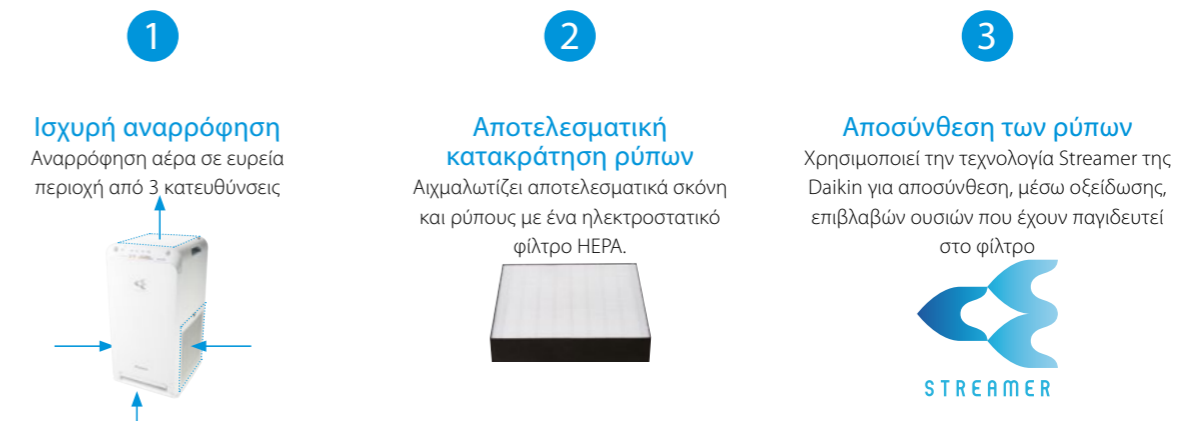 1
Ισχυρή αναρρόφηση
Αναρρόφηση αέρα σε ευρεία
περιοχή από 3 κατευθύνσεις
2
Αποτελεσματική
κατακράτηση ρύπων
Αιχμαλωτίζει αποτελεσματικά σκόνη
και ρύπους με ένα ηλεκτροστατικό
φίλτρο HEPA.
3
Αποσύνθεση των ρύπων
Χρησιμοποιεί την τεχνολογία Streamer της
Daikin για αποσύνθεση, μέσω οξείδωσης,
επιβλαβών ουσιών που έχουν παγιδευτεί
στο φίλτρο
STREAMER